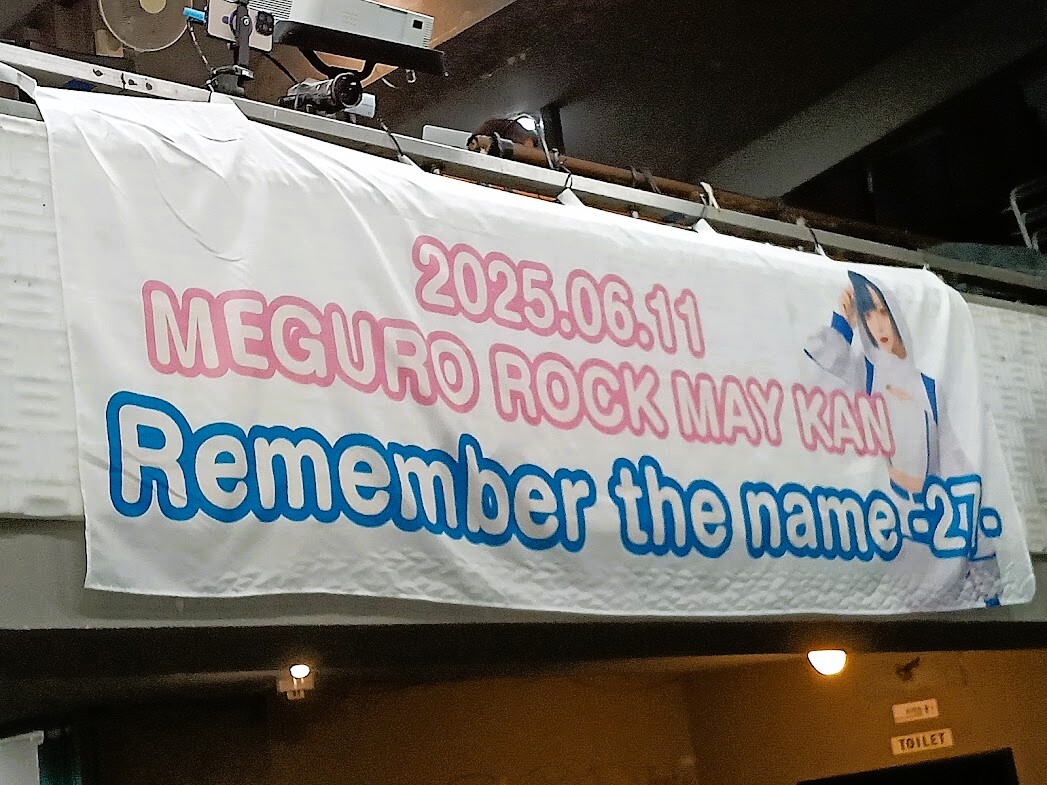 2025.06.11
MEGURO ROCK MAY KAN
Remember the name -27-
TOILET